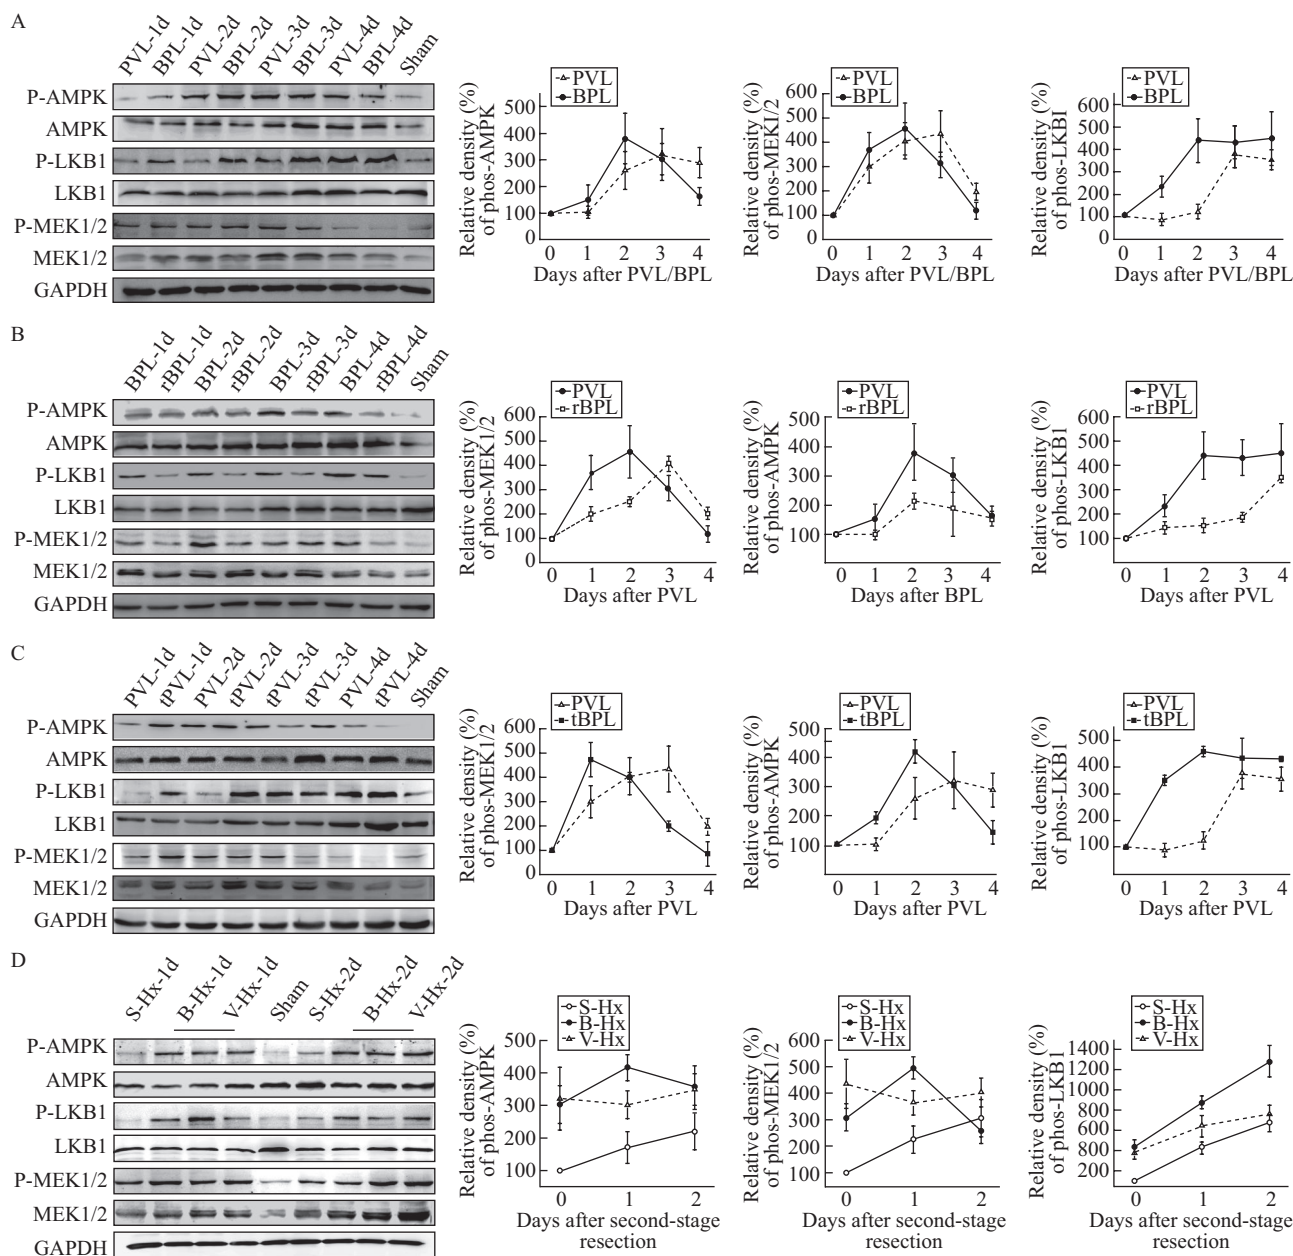 A
PVL-1d
BPL-1d
PVL-2d
BPL-2d
PVL-3d
BPL-3d
PVL-4d
BPL-4d
Sham
P-AMPK
AMPK
P-LKB1
LKB1
P-MEK1/2
MEK1/2
GAPDH
PVL
BPL
Relative density (%)
of phos-AMPK
500
400
300
200
100
0
0 1 2 3 4
Days after PVL/BPL
PVL
BPL
Relative density (%)
of phos-MEKI/2
600
500
400
300
200
100
0
0 1 2 3 4
Days after PVL/BPL
PVL
BPL
Relative density (%)
of phos-LKBI
600
500
400
300
200
100
0
0 1 2 3 4
Days after PVL/BPL
B
BPL-1d
rBPL-1d
BPL-2d
rBPL-2d
BPL-3d
rBPL-3d
BPL-4d
rBPL-4d
Sham
P-AMPK
AMPK
P-LKB1
LKB1
P-MEK1/2
MEK1/2
GAPDH
PVL
rBPL
Relative density (%)
of phos-MEK1/2
600
500
400
300
200
100
0
0 1 2 3 4
Days after PVL
PVL
rBPL
Relative density (%)
of phos-AMPK
500
400
300
200
100
0 1 2 3 4
Days after BPL
PVL
rBPL
Relative density (%)
of phos-LKB1
600
500
400
300
200
100
0 1 2 3 4
Days after PVL
C
PVL-1d
tPVL-1d
PVL-2d
tPVL-2d
tPVL-3d
tPVL-3d
PVL-4d
tPVL-4d
Sham
P-AMPK
AMPK
P-LKB1
LKB1
P-MEK1/2
MEK1/2
GAPDH
PVL
tBPL
Relative density (%)
of phos-MEK1/2
600
500
400
300
200
100
0
0 1 2 3 4
Days after PVL
PVL
tBPL
Relative density (%)
of phos-AMPK
500
400
300
200
100
0 1 2 3 4
Days after PVL
PVL
tBPL
Relative density (%)
of phos-LKB1
500
400
300
200
100
0 1 2 3 4
Days after PVL
D
S-Hx-1d
B-Hx-1d
V-Hx-1d
Sham
S-Hx-2d
B-Hx-2d
V-Hx-2d
P-AMPK
AMPK
P-LKB1
LKB1
P-MEK1/2
MEK1/2
GAPDH
S-Hx
B-Hx
V-Hx
Relative density (%)
of phos-AMPK
500
400
300
200
100
0 1 2
Days after second-stage
resection
S-Hx
B-Hx
V-Hx
Relative density (%)
of phos-MEK1/2
600
500
400
300
200
100
0 1 2
Days after second-stage
resection
S-Hx
B-Hx
V-Hx
Relative density (%)
of phos-LKB1
1400
1200
1000
800
600
400
200
0 1 2
Days after second-stage
resection